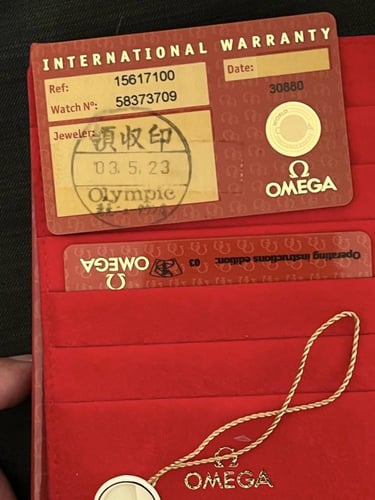 INTERNATIONAL WARRANTY
Ref: 15617100
Watch Nº: 58373709
Date:
30880
Jeweler:
領収印
'03.5.23
Olympic
Ω
OMEGA
Operating instructions edition: 03
Ω
OMEGA
Ω
OMEGA